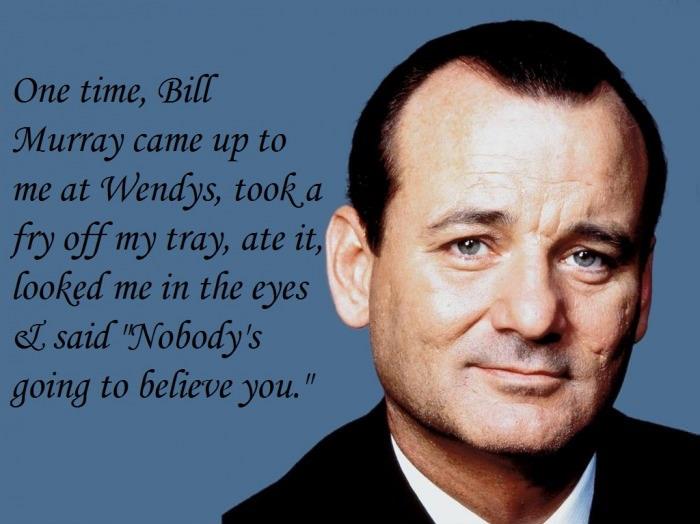 One time, Bill
Murray came up to
me at Wendys, took a
fry off my tray, ate it,
looked me in the eyes
& said "Nobody's
going to believe you."